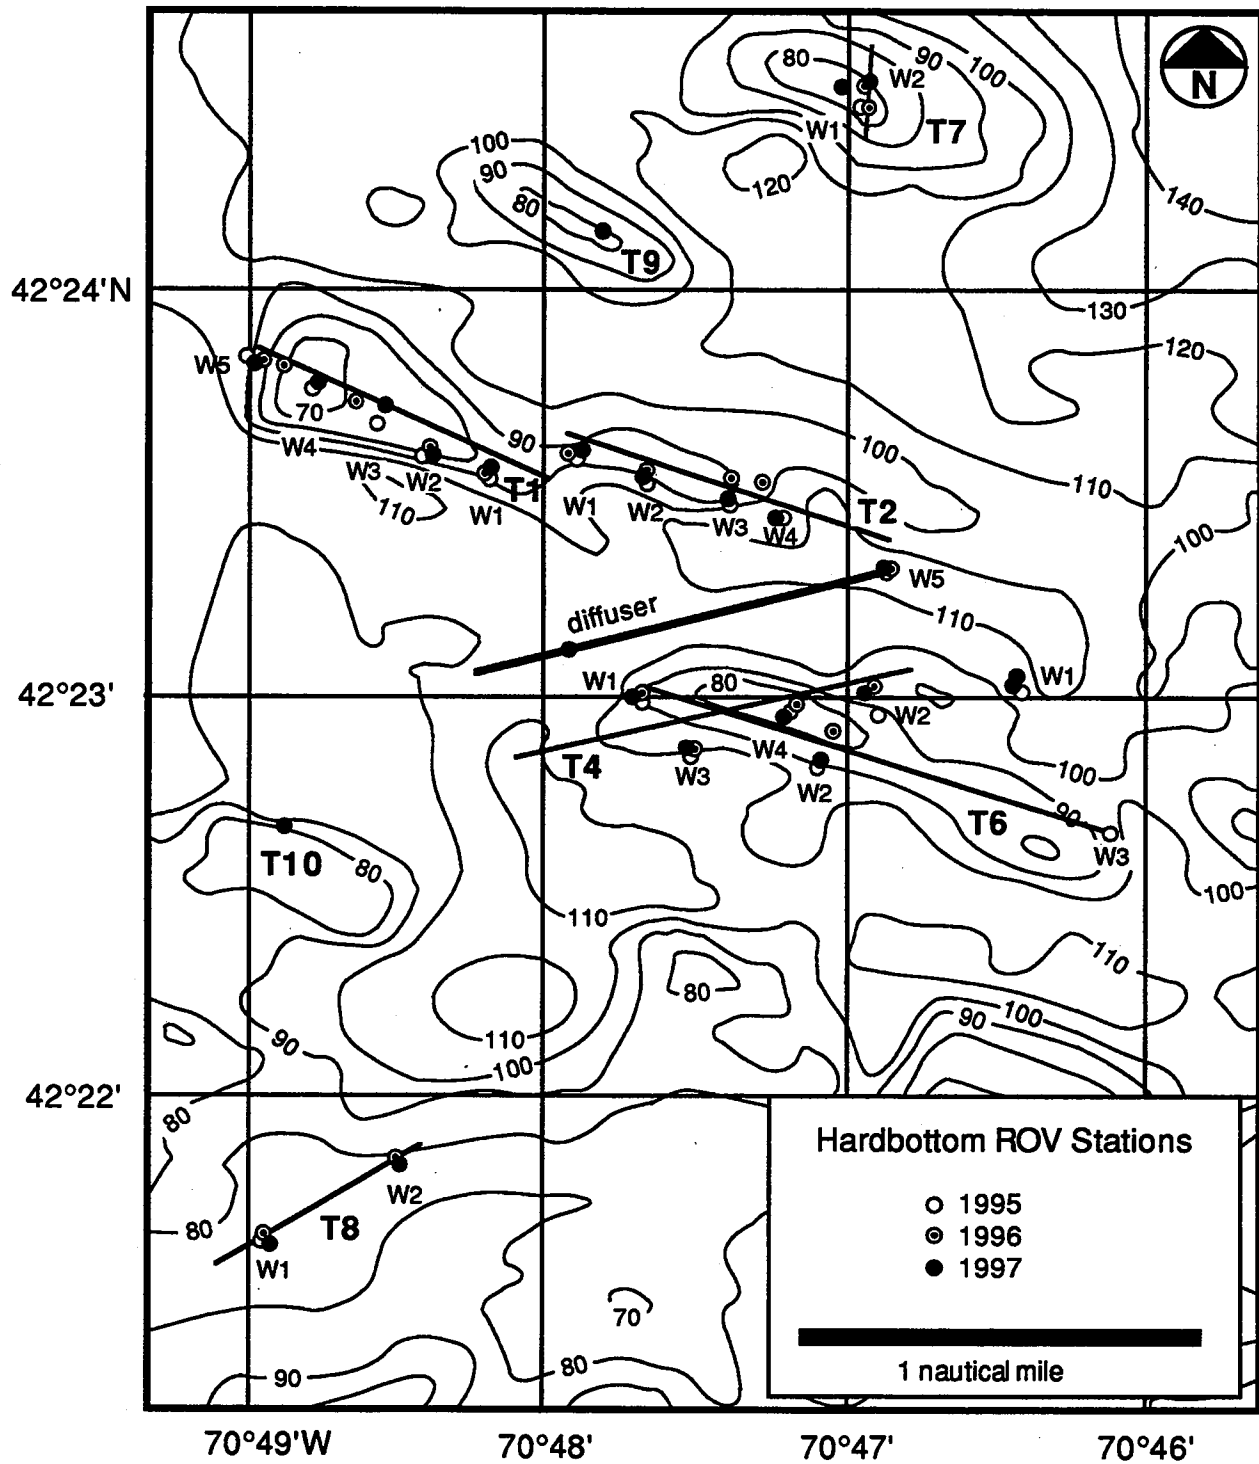 80
90
100
N
W2
W1
T7
100
90
120
140
80
T9
42°24'N
130
120
W5
70
90
100
W4
T1
W3
W2
110
W1
W1
W2
W3
W4
T2
110
100
diffuser
W5
110
42°23'
W1
80
W1
W2
T4
W3
W4
W2
100
90
T6
W3
T10
80
100
110
110
80
100
90
90
110
100
42°22'
80
Hardbottom ROV Stations
1995
1996
1997
1 nautical mile
W2
80
T8
W1
70
80
90
70°49'W
70°48'
70°47'
70°46'